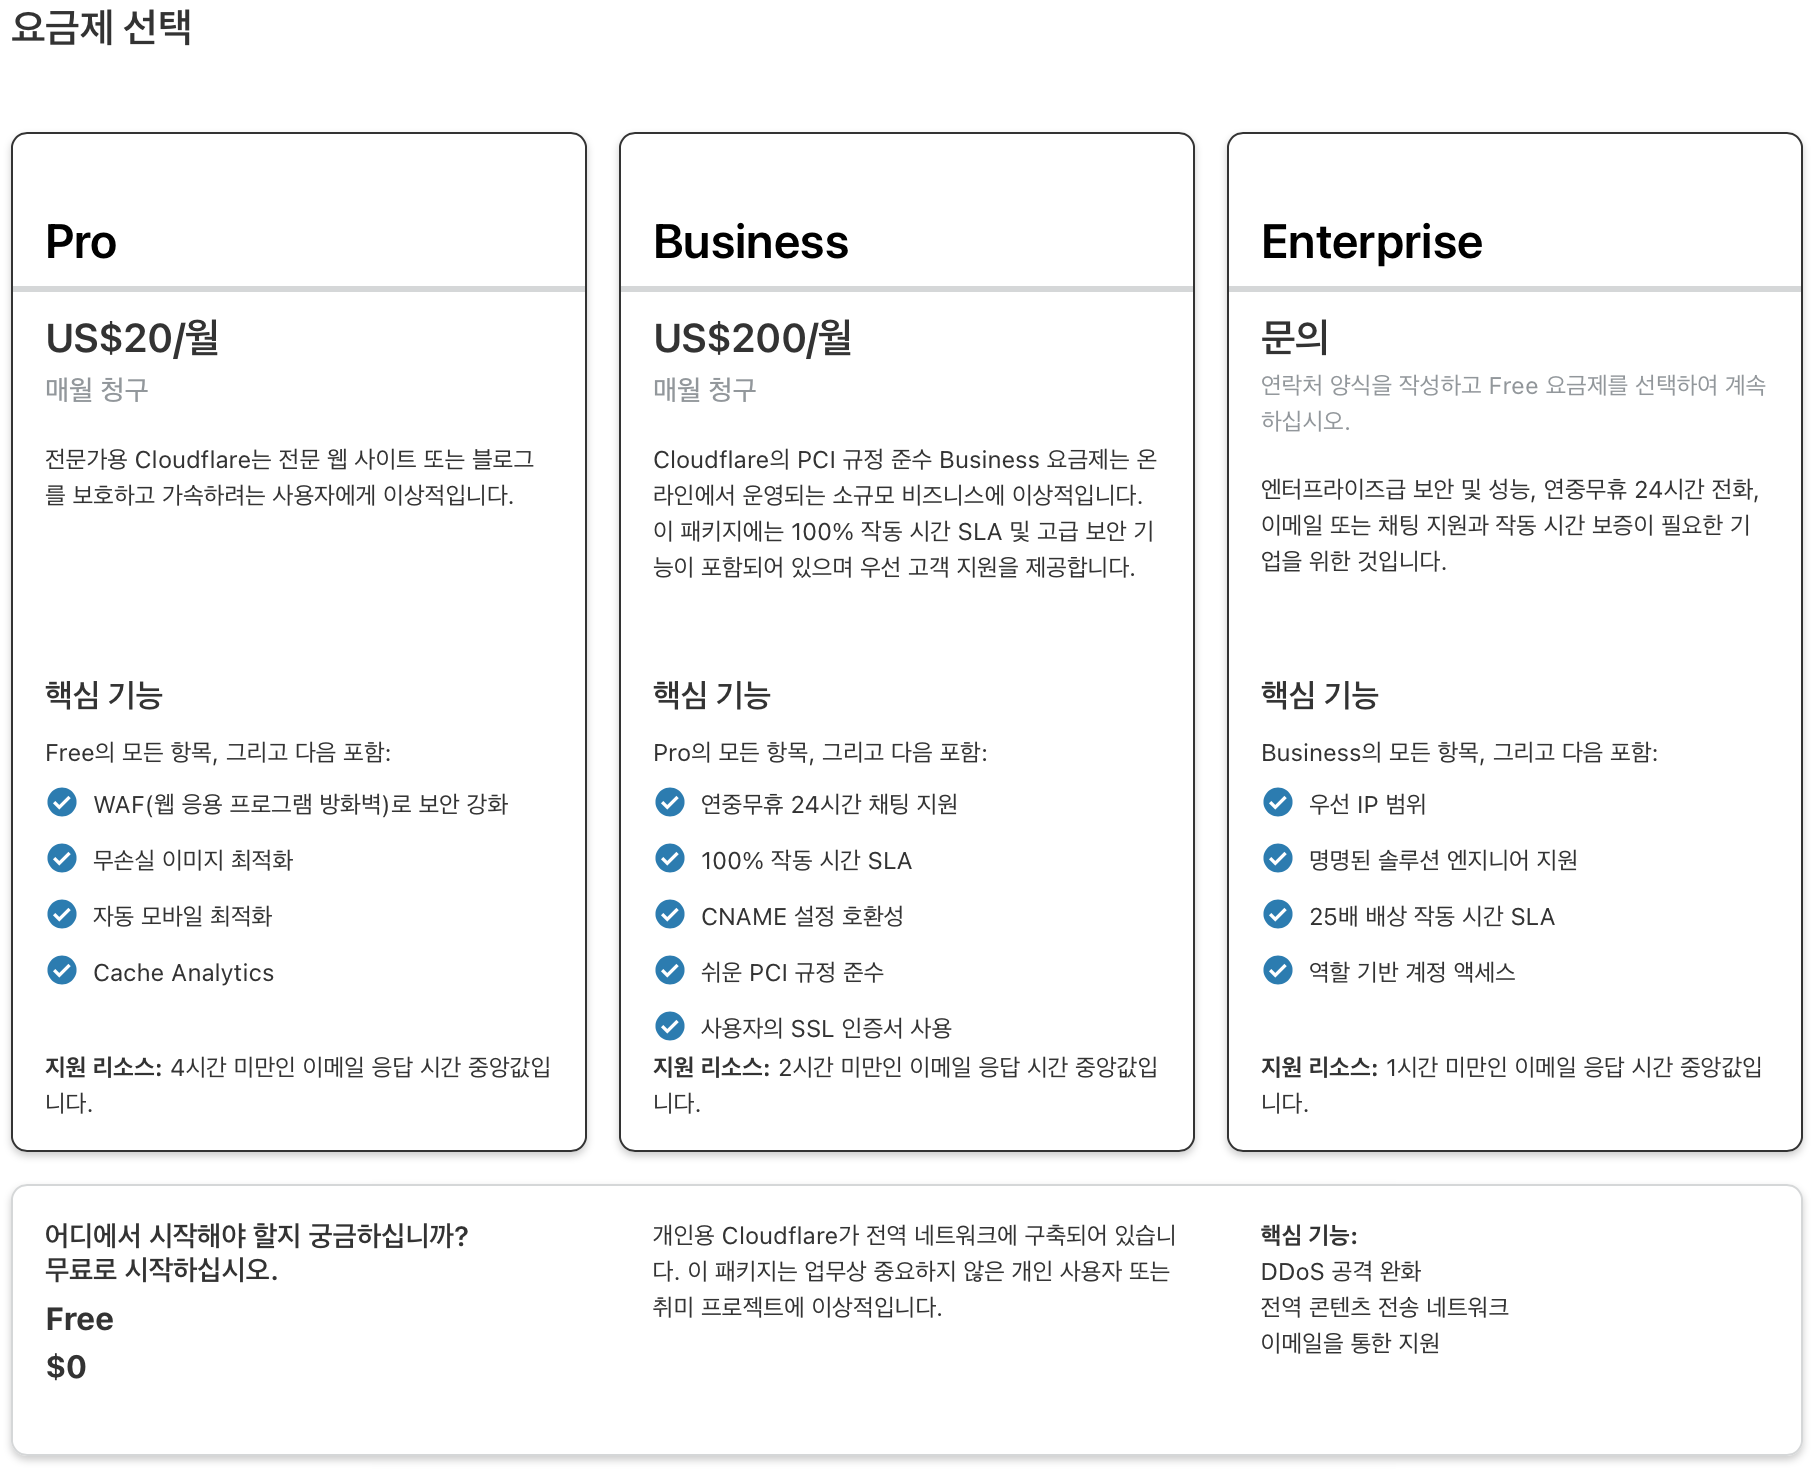 요금제 선택
Pro
US$20/월
매월 청구
전문가용 Cloudflare는 전문 웹 사이트 또는 블로그
를 보호하고 가속하려는 사용자에게 이상적입니다.
핵심 기능
Free의 모든 항목, 그리고 다음 포함:
WAF(웹 응용 프로그램 방화벽)로 보안 강화
무손실 이미지 최적화
자동 모바일 최적화
Cache Analytics
지원 리소스: 4시간 미만인 이메일 응답 시간 중앙값입
니다.
Business
US$200/월
매월 청구
Cloudflare의 PCI 규정 준수 Business 요금제는 온
라인에서 운영되는 소규모 비즈니스에 이상적입니다.
이 패키지에는 100% 작동 시간 SLA 및 고급 보안 기
능이 포함되어 있으며 우선 고객 지원을 제공합니다.
핵심 기능
Pro의 모든 항목, 그리고 다음 포함:
연중무휴 24시간 채팅 지원
100% 작동 시간 SLA
CNAME 설정 호환성
쉬운 PCI 규정 준수
사용자의 SSL 인증서 사용
지원 리소스: 2시간 미만인 이메일 응답 시간 중앙값입
니다.
Enterprise
문의
연락처 양식을 작성하고 Free 요금제를 선택하여 계속
하십시오.
엔터프라이즈급 보안 및 성능, 연중무휴 24시간 전화,
이메일 또는 채팅 지원과 작동 시간 보증이 필요한 기
업을 위한 것입니다.
핵심 기능
Business의 모든 항목, 그리고 다음 포함:
우선 IP 범위
명명된 솔루션 엔지니어 지원
25배 배상 작동 시간 SLA
역할 기반 계정 액세스
지원 리소스: 1시간 미만인 이메일 응답 시간 중앙값입
니다.
어디에서 시작해야 할지 궁금하십니까?
무료로 시작하십시오.
Free
$0
개인용 Cloudflare가 전역 네트워크에 구축되어 있습니
다. 이 패키지는 업무상 중요하지 않은 개인 사용자 또는
취미 프로젝트에 이상적입니다.
핵심 기능:
DDoS 공격 완화
전역 콘텐츠 전송 네트워크
이메일을 통한 지원